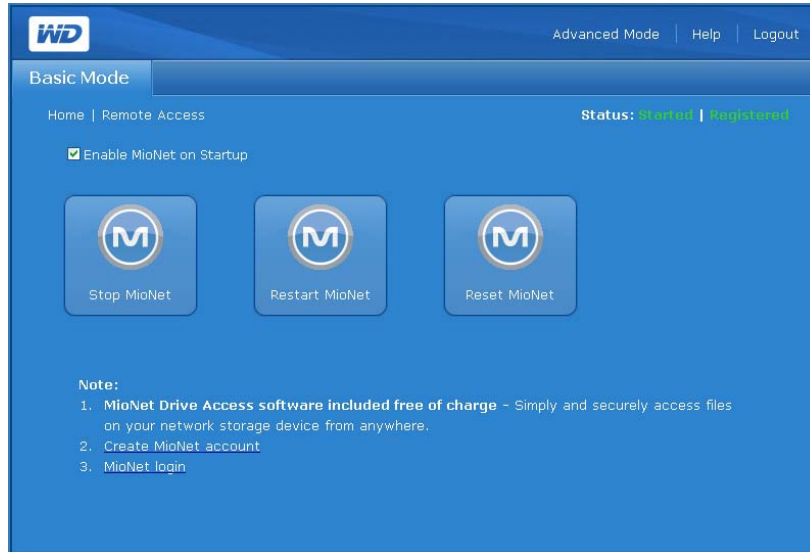 WD
Advanced Mode | Help | Logout
Basic Mode
Home | Remote Access
Status: Started | Registered
Enable MioNet on Startup
M
M
M
Stop MioNet
Restart MioNet
Reset MioNet
Note:
1. MioNet Drive Access software included free of charge – Simply and securely access files
on your network storage device from anywhere.
2. Create MioNet account
3. MioNet login